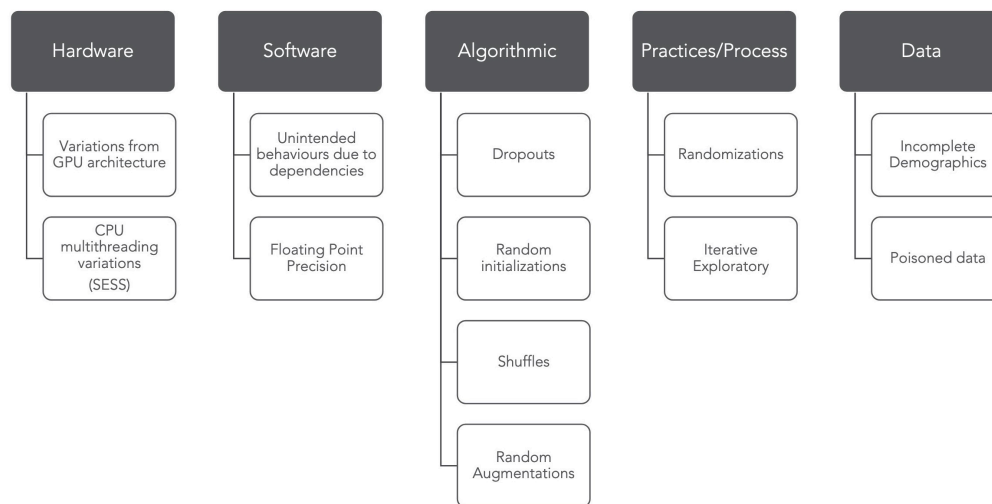 Hardware
Variations from
GPU architecture
CPU
multithreading
variations
(SESS)
Software
Unintended
behaviours due to
dependencies
Floating Point
Precision
Algorithmic
Dropouts
Random
initializations
Shuffles
Random
Augmentations
Practices/Process
Randomizations
Iterative
Exploratory
Data
Incomplete
Demographics
Poisoned data